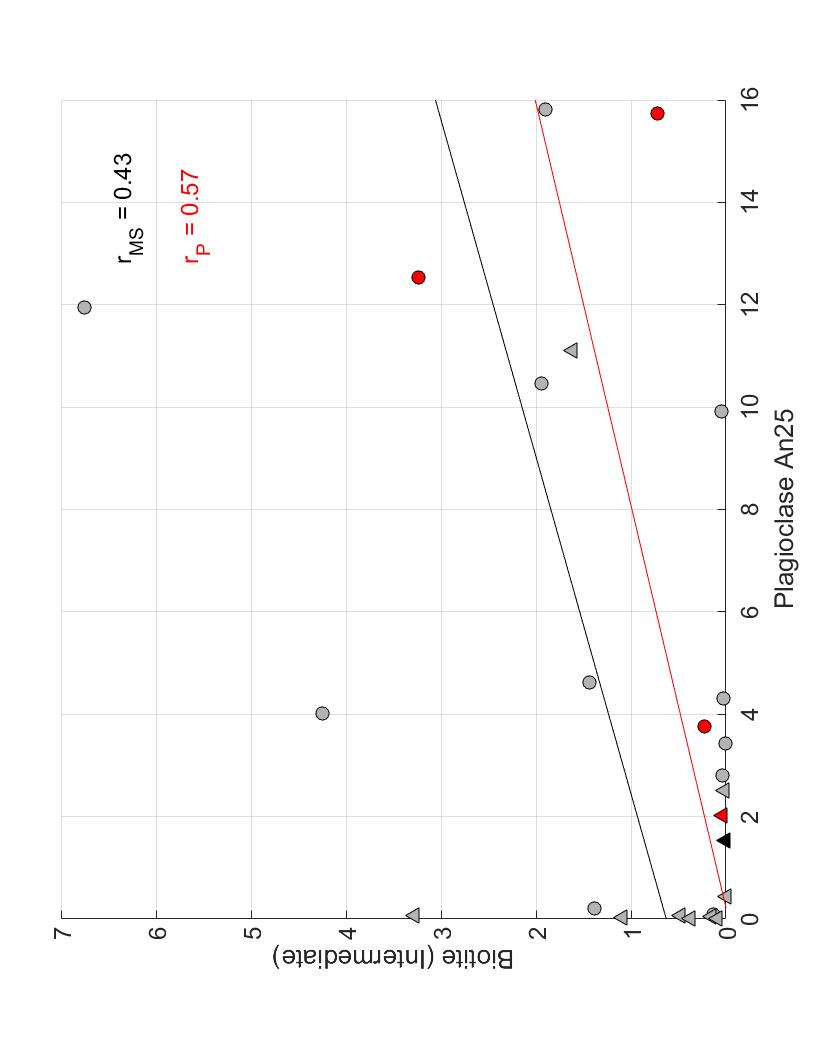 7
6
5
4
3
2
1
0
Biotite (Intermediate)
r_MS = 0.43
r_P = 0.57
0 2 4 6 8 10 12 14 16
Plagioclase An25